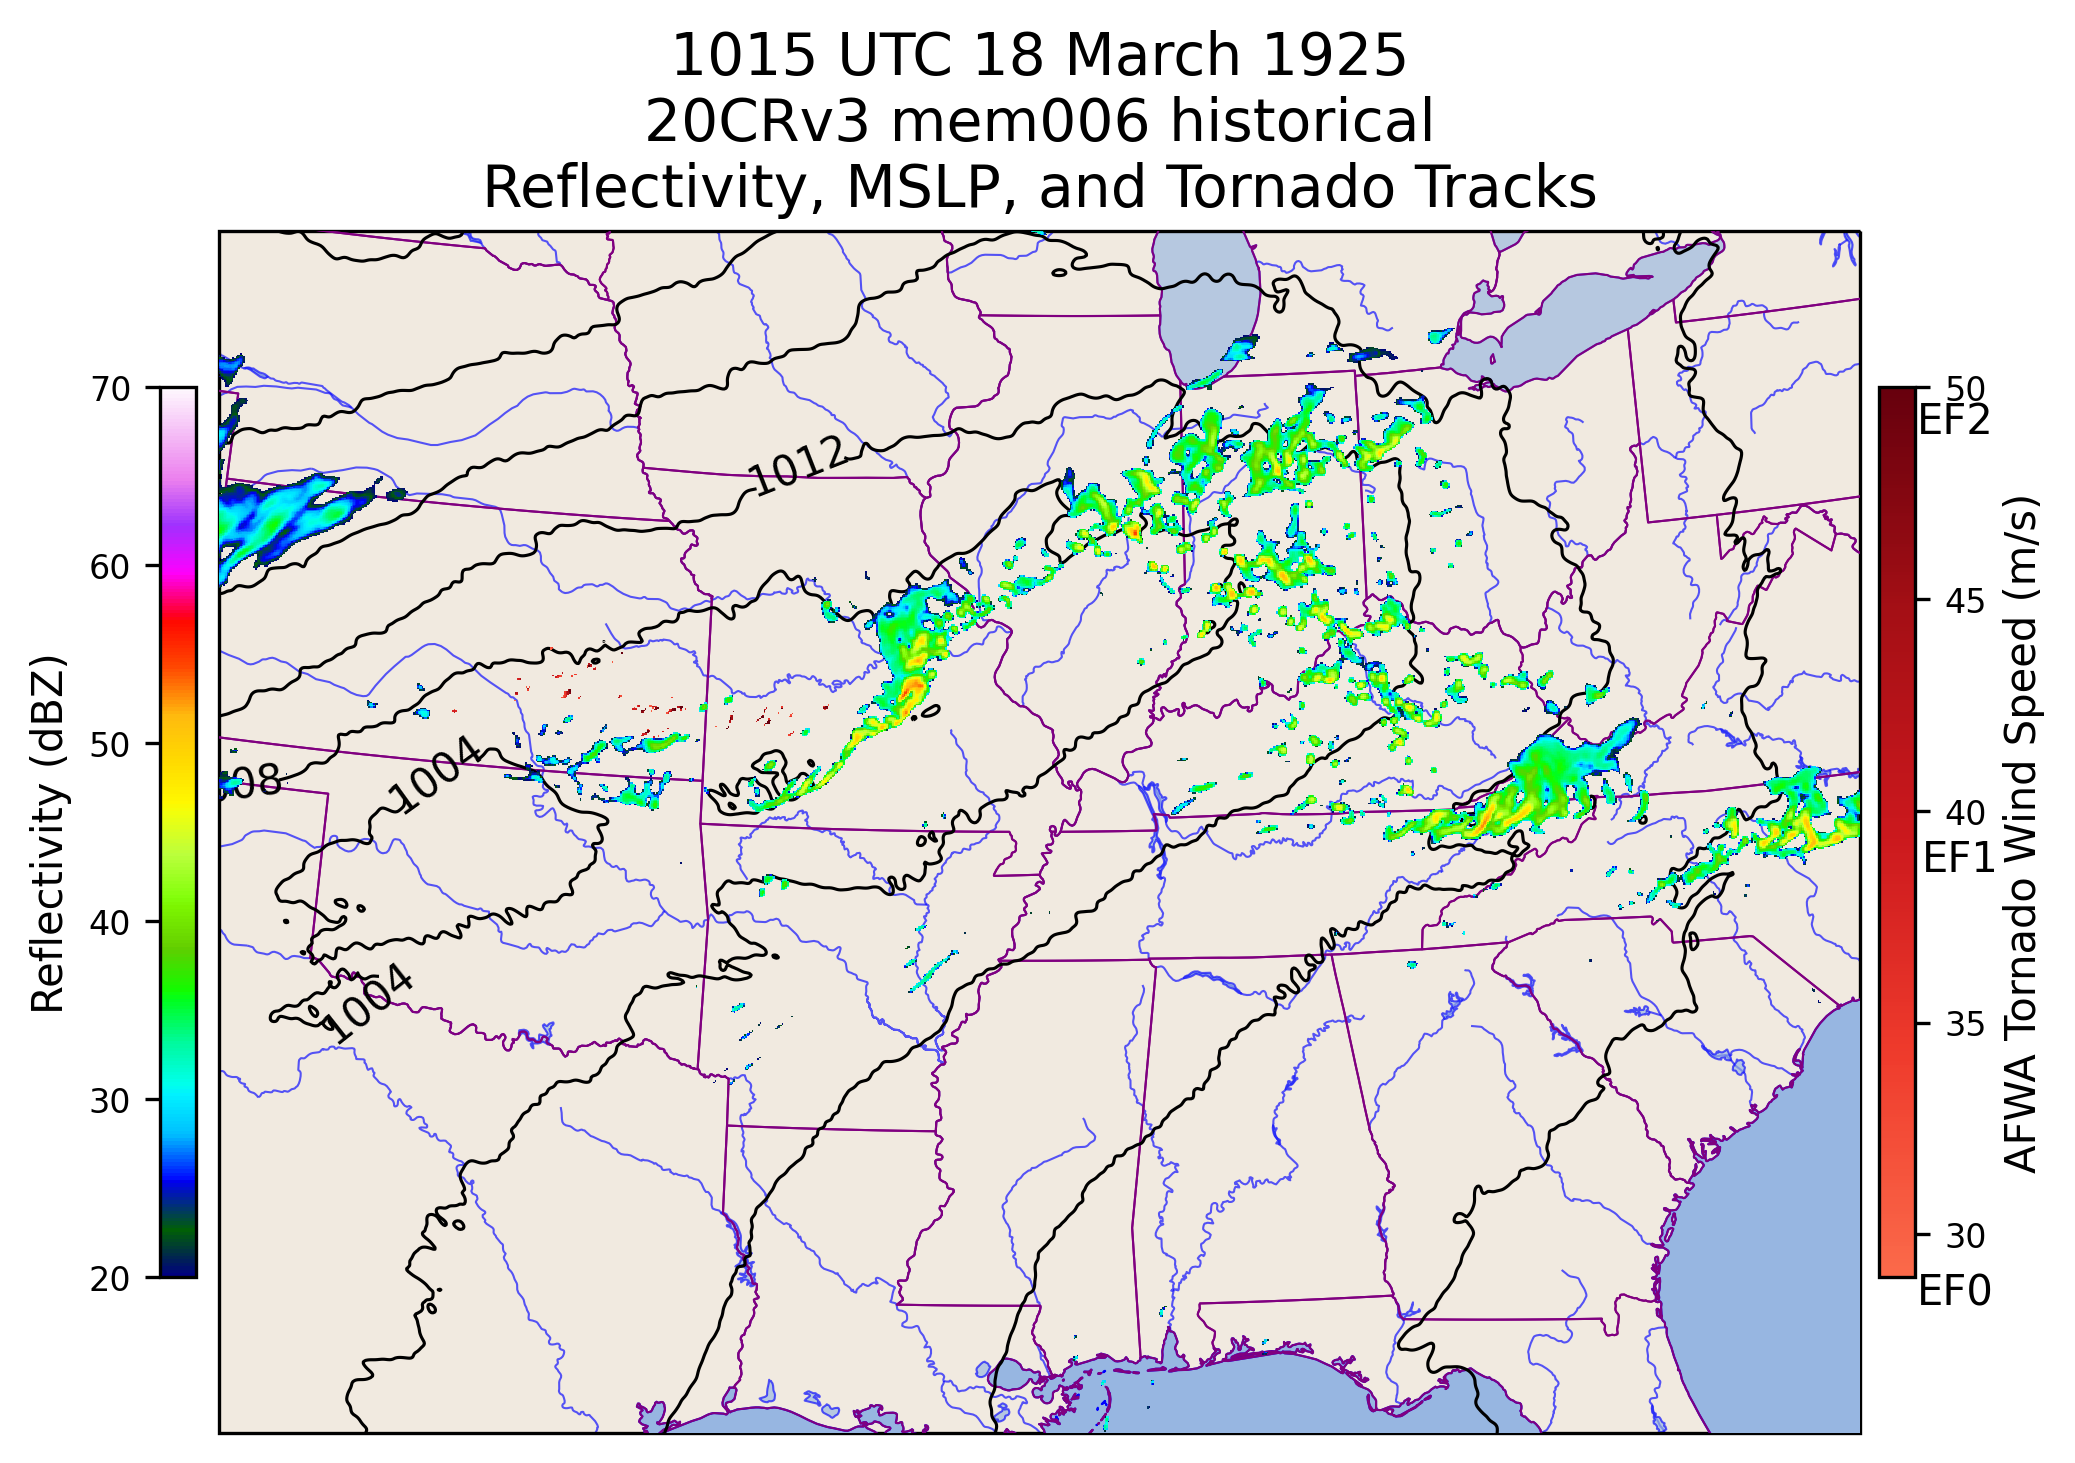 1015 UTC 18 March 1925
20CRv3 mem006 historical
Reflectivity, MSLP, and Tornado Tracks
70
60
50
40
30
20
Reflectivity (dBZ)
1012
1004
08
1004
50
EF2
45
40
EF1
35
30
EF0
AFWA Tornado Wind Speed (m/s)